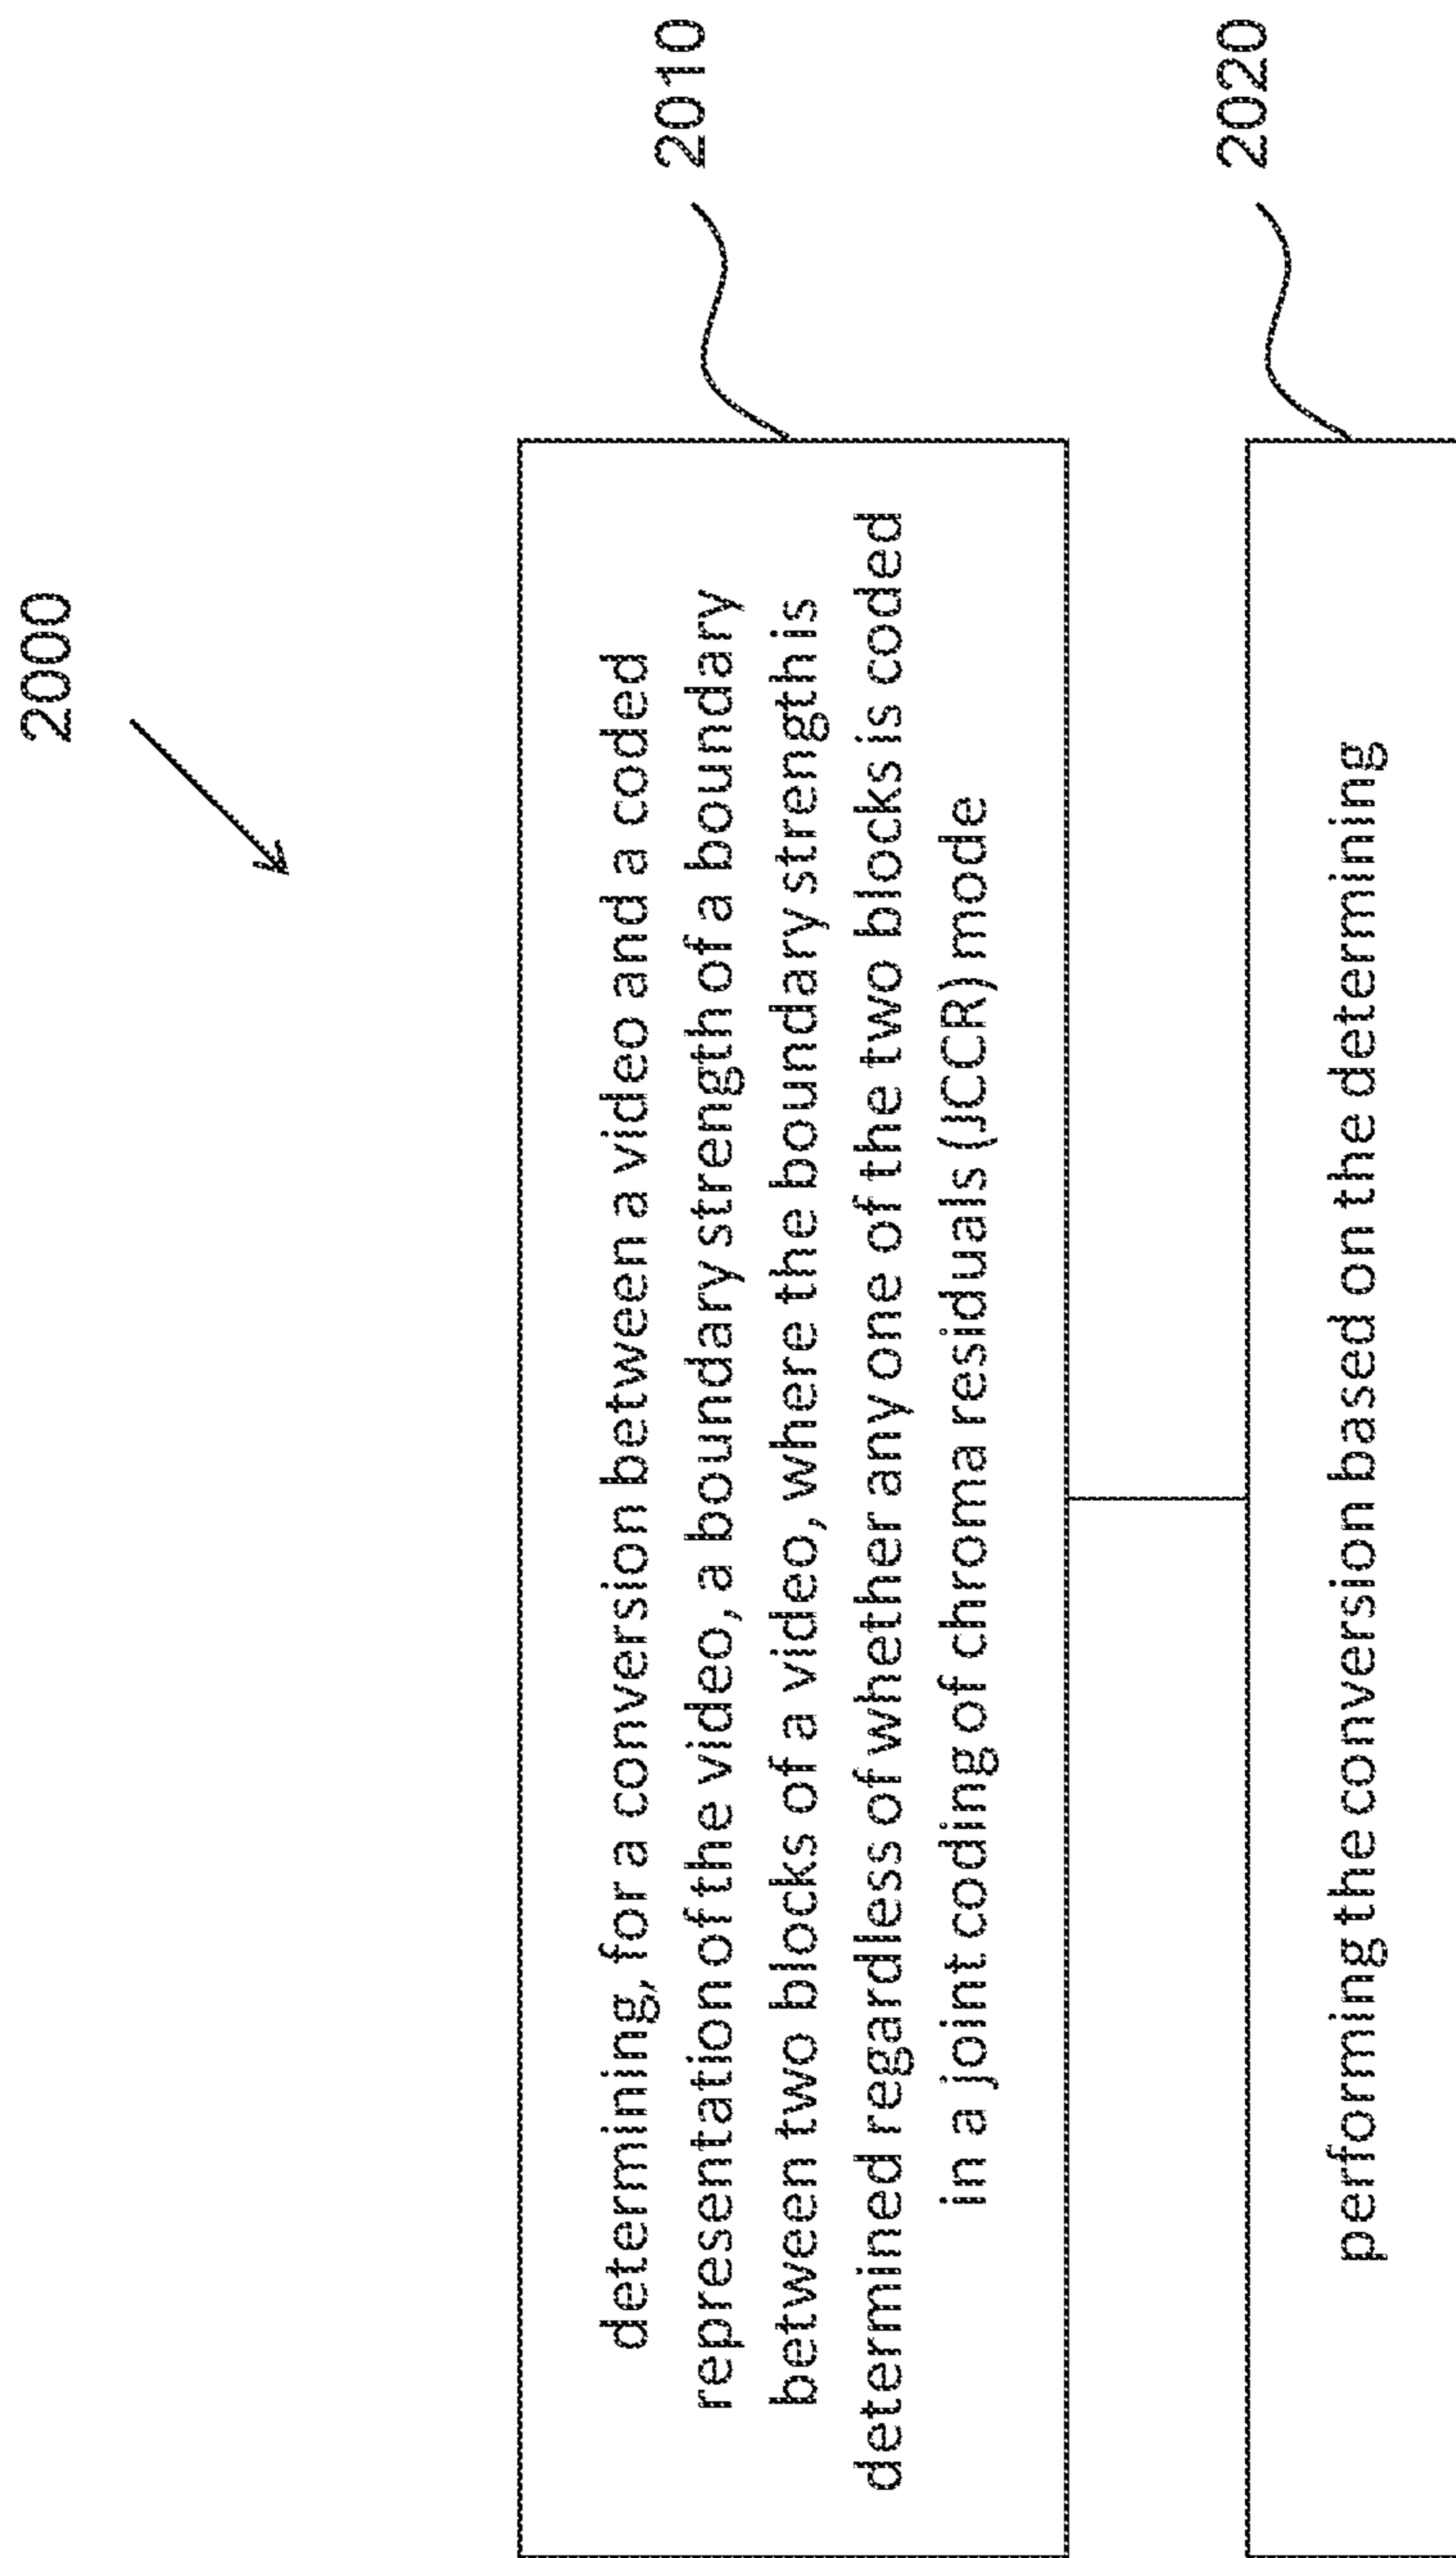 2000
determining, for a conversion between a video and a coded
representation of the video, a boundary strength of a boundary
between two blocks of a video, where the boundary strength is
determined regardless of whether any one of the two blocks is coded
in a joint coding of chroma residuals (JCCR) mode
2010
performing the conversion based on the determining
2020